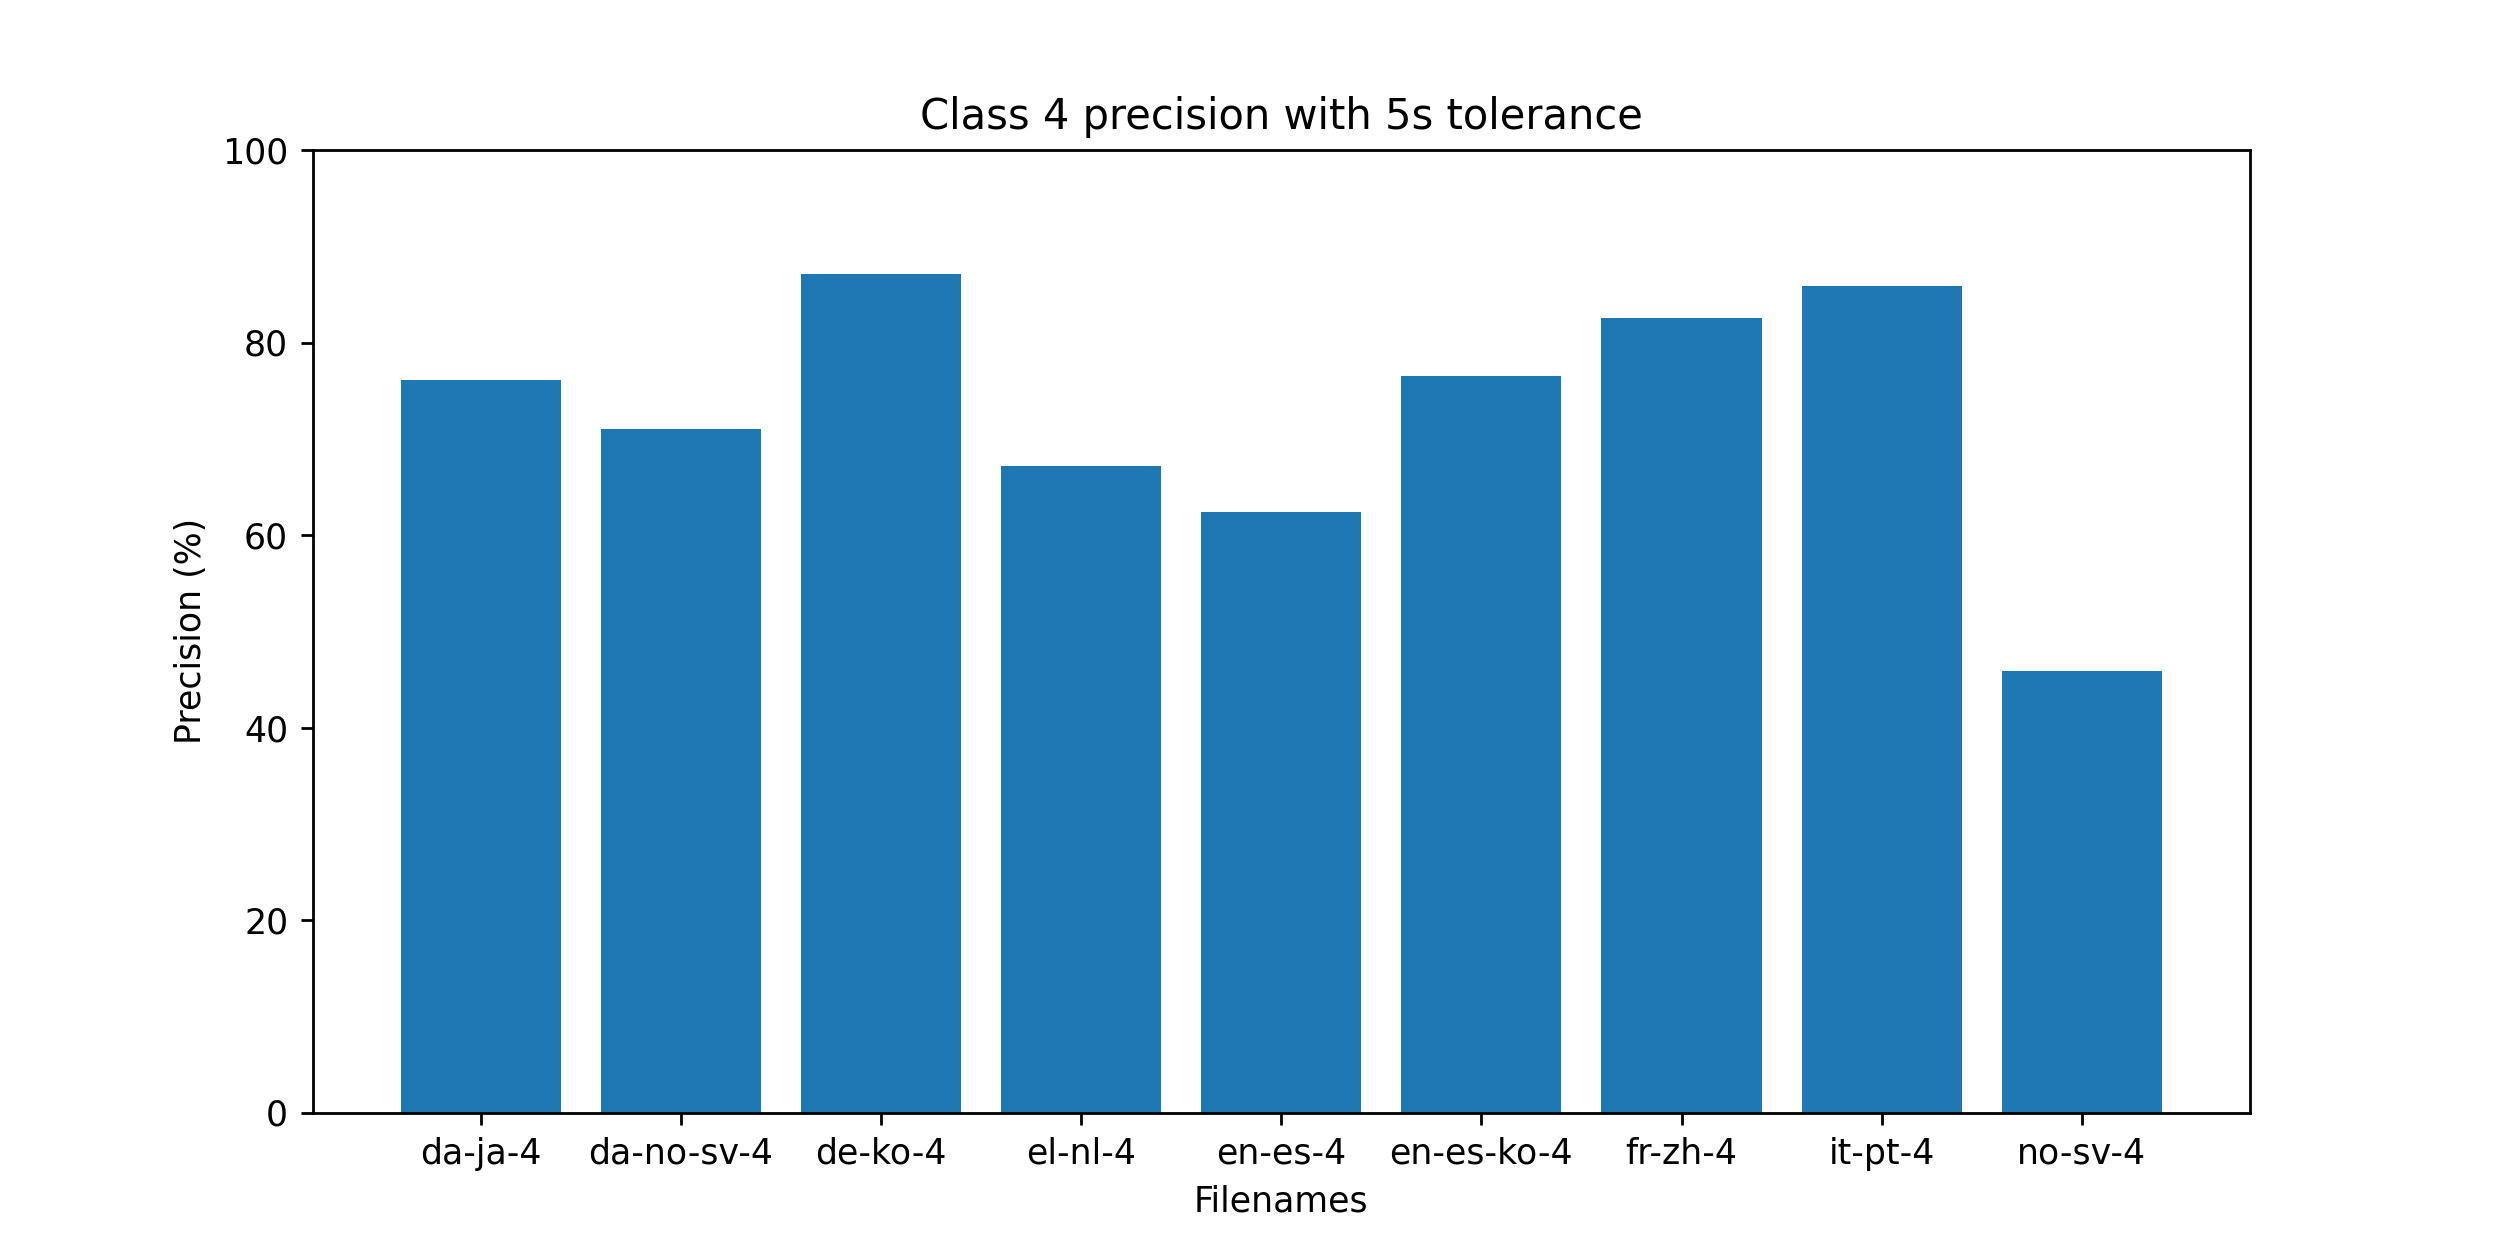 Class 4 precision with 5s tolerance
100
80
60
40
20
0
Precision (%)
da-ja-4 da-no-sv-4 de-ko-4 el-nl-4 en-es-4 en-es-ko-4 fr-zh-4 it-pt-4 no-sv-4
Filenames